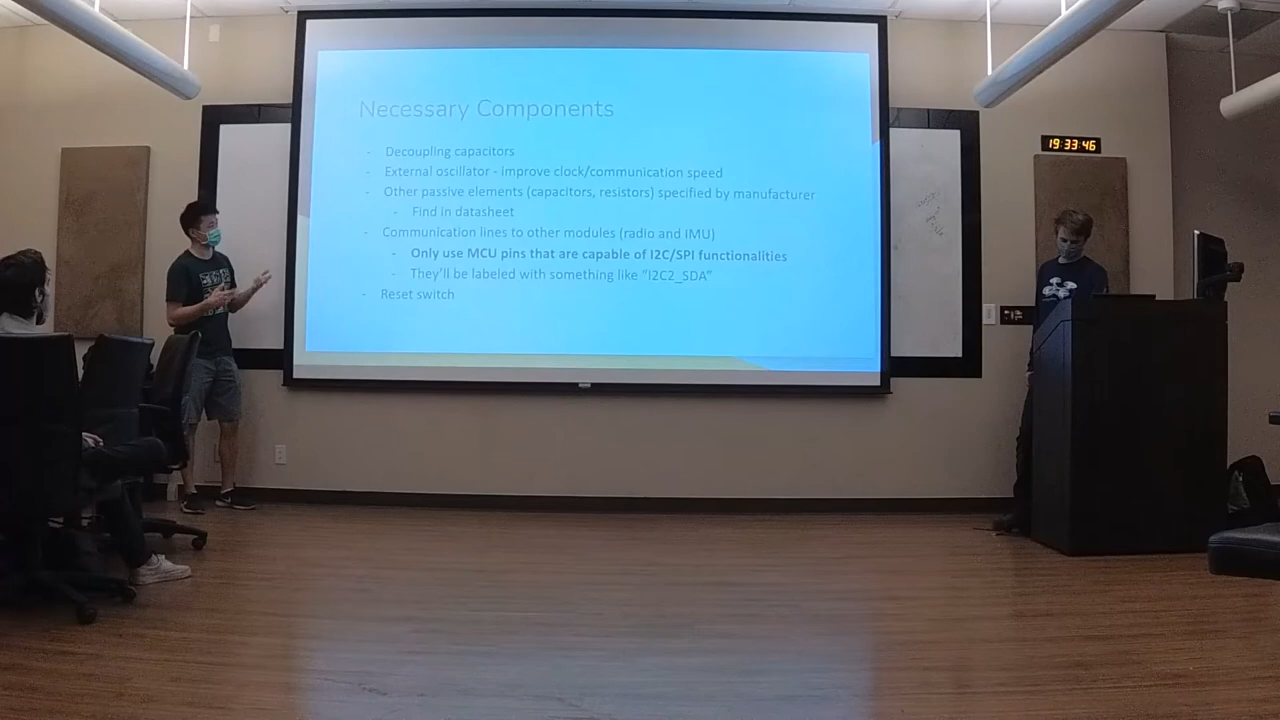 Necessary Components
- Decoupling capacitors
- External oscillator - improve clock/communication speed
- Other passive elements (capacitors, resistors) specified by manufacturer
- Find in datasheet
- Communication lines to other modules (radio and IMU)
- Only use MCU pins that are capable of I2C/SPI functionalities
- They'll be labeled with something like "I2C2_SDA"
- Reset switch
19:33:46